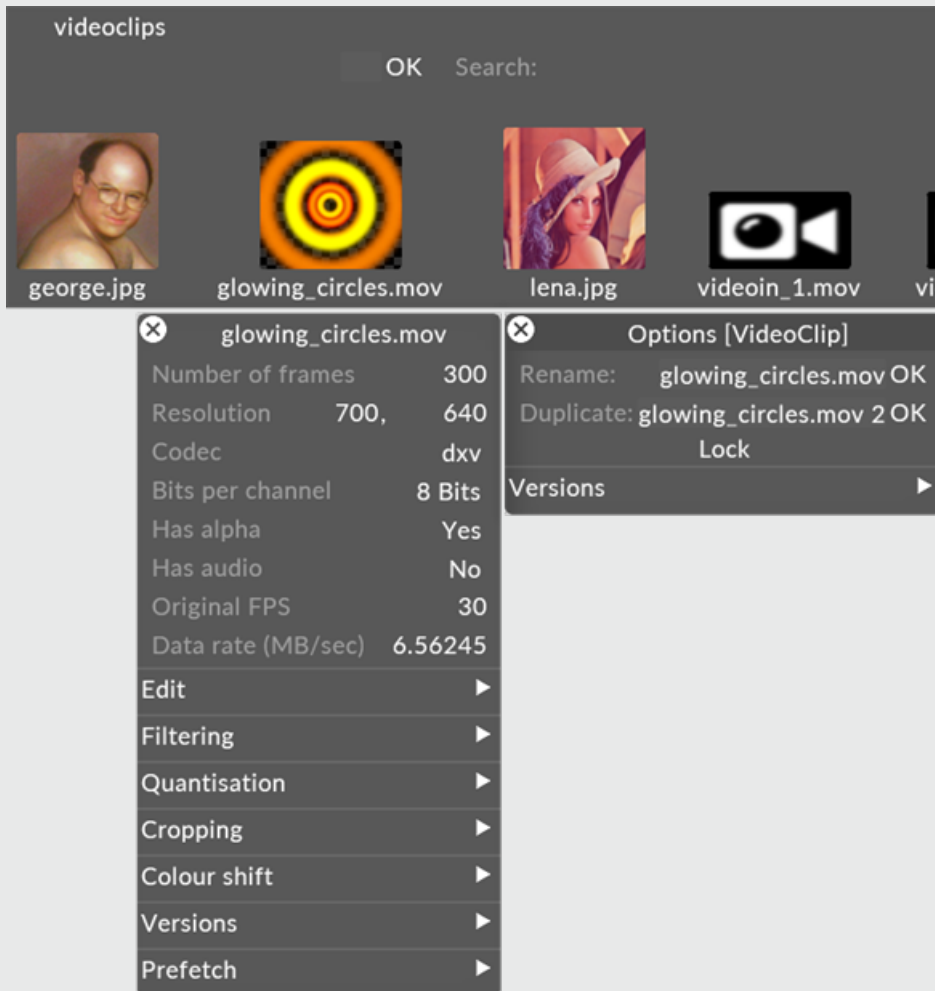 videoclips
OK Search:
george.jpg glowing_circles.mov lena.jpg videoin_1.mov vi
glowing_circles.mov
Number of frames 300
Resolution 700, 640
Codec dxv
Bits per channel 8 Bits
Has alpha Yes
Has audio No
Original FPS 30
Data rate (MB/sec) 6.56245
Edit
Filtering
Quantisation
Cropping
Colour shift
Versions
Prefetch
Options [VideoClip]
Rename: glowing_circles.mov OK
Duplicate: glowing_circles.mov 2 OK
Lock
Versions